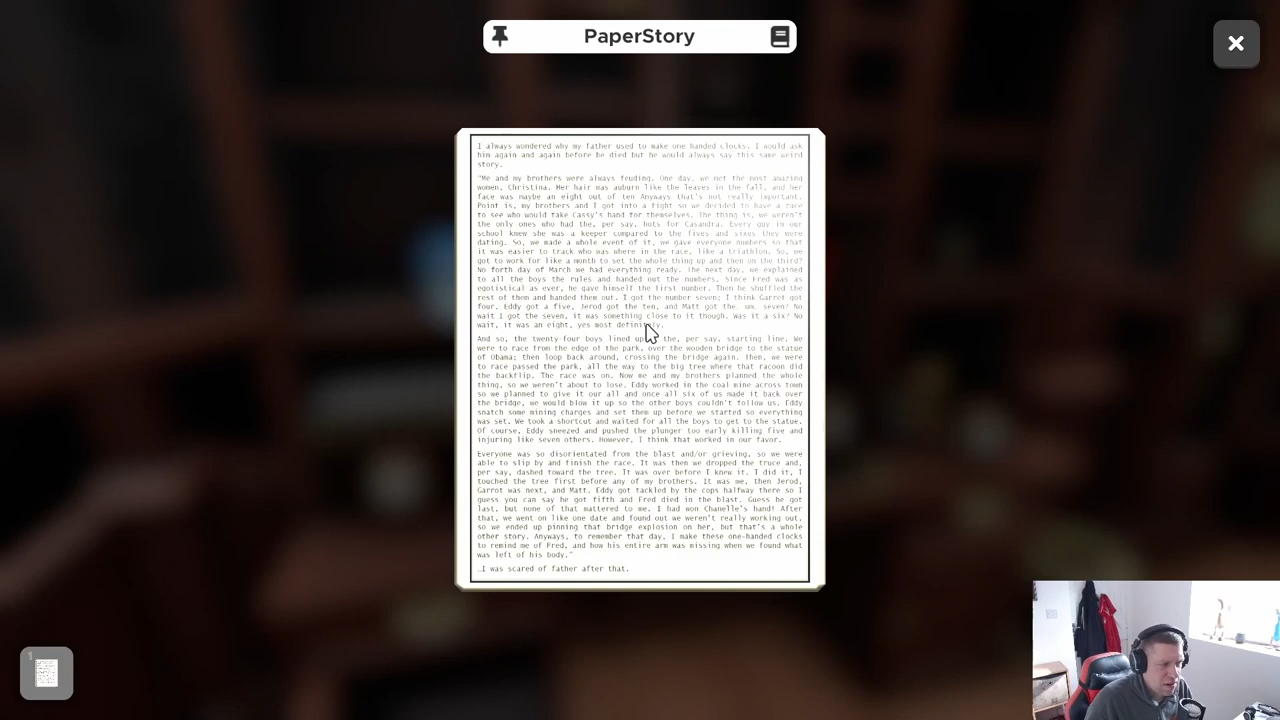 PaperStory
I always wondered why my father used to make one handed clocks. I would ask
him again and again before he died but he would always say this same weird
story.
"Me and my brothers were always feuding. One day, we met the most amazing
women, Christina. Her hair was auburn like the leaves in the fall, and her
face was maybe an eight out of ten Anyways that's not really important.
Point is, my brothers and I got into a fight so we decided to have a race
to see who would take Cassy's hand for themselves. The thing is, we weren't
the only ones who had the, per say, hots for Casandra. Every guy in our
school knew she was a keeper compared to the fives and sixes they were
dating. So, we made a whole event of it, we gave everyone numbers so that
it was easier to track who was where in the race, like a triathlon. So, we
got to work for like a month to set the whole thing up and then on the third?
No forth day of March we had everything ready. The next day, we explained
to all the boys the rules and handed out the numbers. Since Fred was as
egotistical as ever, he gave himself the first number. Then he shuffled the
rest of them and handed them out. I got the number seven; I think Garret got
four. Eddy got a five, Jerod got the ten, and Matt got the. um. seven? No
wait I got the seven, it was something close to it though. Was it a six? No
wait, it was an eight, yes most definitely.
And so, the twenty-four boys lined up the, per say, starting line. We
were to race from the edge of the park, over the wooden bridge to the statue
of Obama; then loop back around, crossing the bridge again. Then, we were
to race passed the park, all the way to the big tree where that racoon did
the backflip. The race was on. Now me and my brothers planned the whole
thing, so we weren't about to lose. Eddy worked in the coal mine across town
so we planned to give it our all and once all six of us made it back over
the bridge, we would blow it up so the other boys couldn't follow us. Eddy
snatch some mining charges and set them up before we started so everything
was set. We took a shortcut and waited for all the boys to get to the statue.
Of course, Eddy sneezed and pushed the plunger too early killing five and
injuring like seven others. However, I think that worked in our favor.
Everyone was so disorientated from the blast and/or grieving, so we were
able to slip by and finish the race. It was then we dropped the truce and,
per say, dashed toward the tree. It was over before I knew it. I did it, I
touched the tree first before any of my brothers. It was me, then Jerod,
Garrot was next, and Matt. Eddy got tackled by the cops halfway there so I
guess you can say he got fifth and Fred died in the blast. Guess he got
last, but none of that mattered to me. I had won Chanelle's hand! After
that, we went on like one date and found out we weren't really working out,
so we ended up pinning that bridge explosion on her, but that's a whole
other story. Anyways, to remember that day, I make these one-handed clocks
to remind me of Fred, and how his entire arm was missing when we found what
was left of his body."
…I was scared of father after that.
1